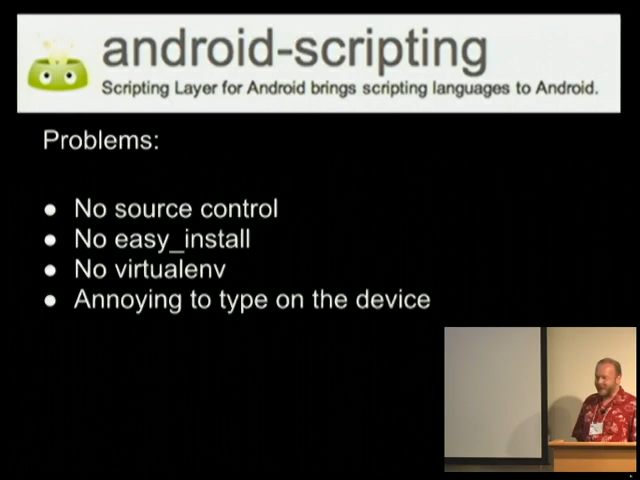 android-scripting
Scripting Layer for Android brings scripting languages to Android.
Problems:
● No source control
● No easy_install
● No virtualenv
● Annoying to type on the device